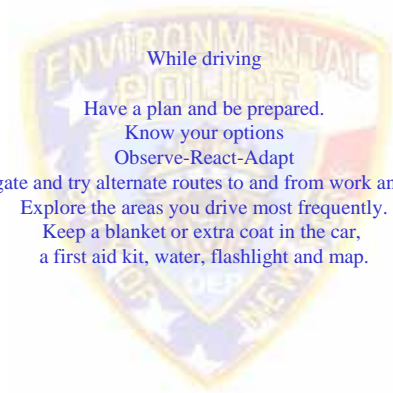 ENVIRONMENTAL
While driving
POLICE
Have a plan and be prepared.
Know your options
Observe-React-Adapt
gate and try alternate routes to and from work an
Explore the areas you drive most frequently.
Keep a blanket or extra coat in the car,
a first aid kit, water, flashlight and map.
DEP